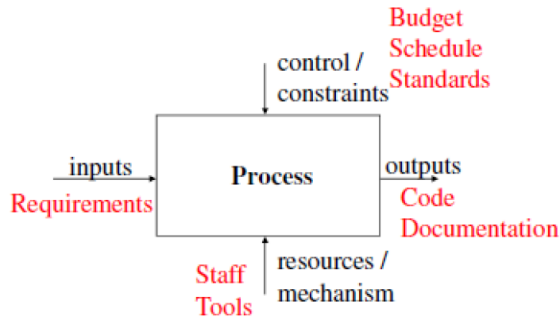 Budget
Schedule
Standards
control /
constraints
inputs
Requirements
Process
outputs
Code
Documentation
Staff
Tools
resources /
mechanism